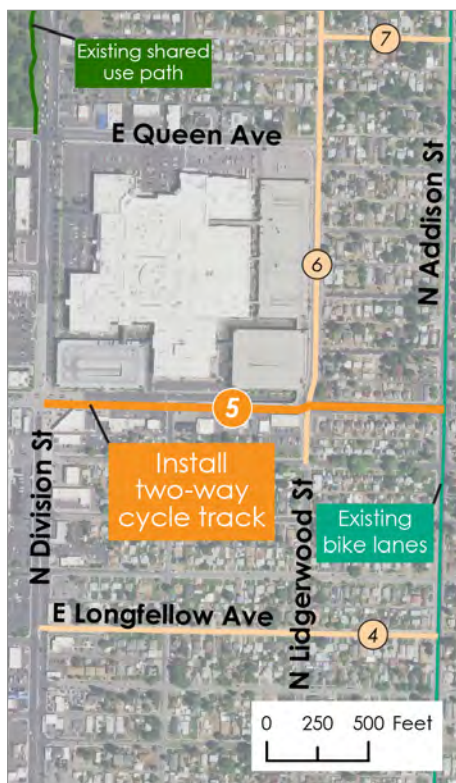 7
Existing shared
use path
E Queen Ave
N Addison St
6
5
Install
two-way
cycle track
N Division St
N Lidgerwood St
Existing
bike lanes
E Longfellow Ave
4
0 250 500 Feet